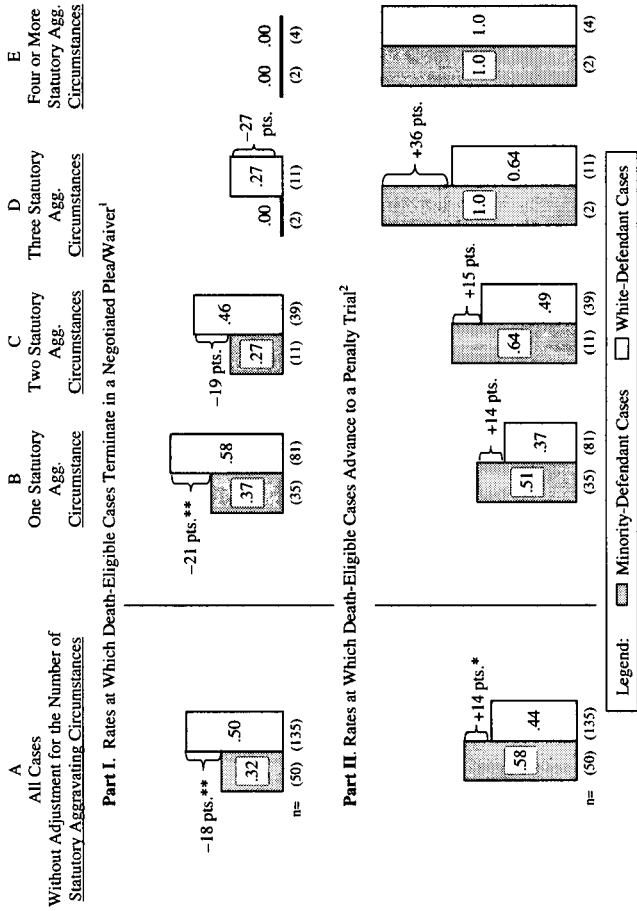 A
All Cases
Without Adjustment for the Number of
Statutory Aggravating Circumstances
B
One Statutory
Agg.
Circumstance
C
Two Statutory
Agg.
Circumstances
D
Three Statutory
Agg.
Circumstances
E
Four or More
Statutory Agg.
Circumstances
Part I. Rates at Which Death-Eligible Cases Terminate in a Negotiated Plea/Waiver¹
−18 pts.**
.32
.50
n= (50) (135)
−21 pts.**
.37
.58
(35) (81)
−19 pts.
.27
.46
(11) (39)
−27
pts.
.00
.27
(2) (11)
.00 .00
(2) (4)
Part II. Rates at Which Death-Eligible Cases Advance to a Penalty Trial²
+14 pts.*
.58
.44
n= (50) (135)
+14 pts.
.51
.37
(35) (81)
+15 pts.
.64
.49
(11) (39)
+36 pts.
1.0
0.64
(2) (11)
1.0
1.0
(2) (4)
Legend: Minority-Defendant Cases White-Defendant Cases